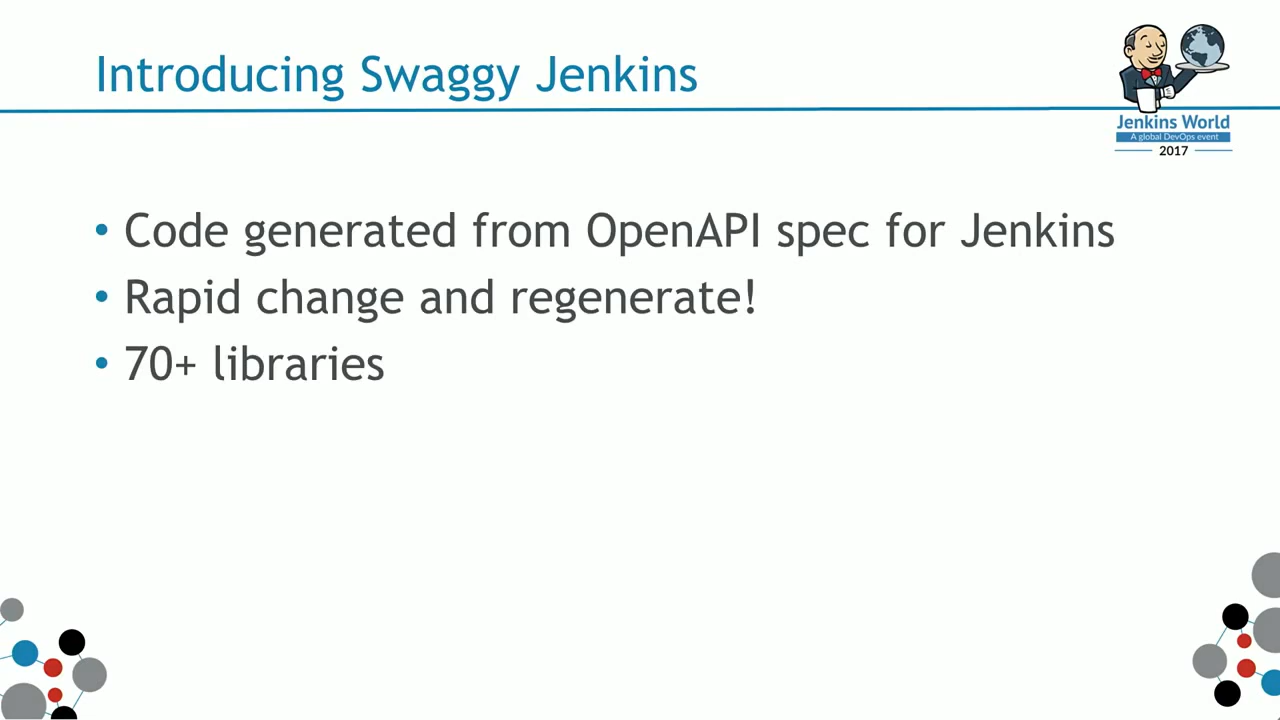 Introducing Swaggy Jenkins
Jenkins World
A global DevOps event
2017
• Code generated from OpenAPI spec for Jenkins
• Rapid change and regenerate!
• 70+ libraries